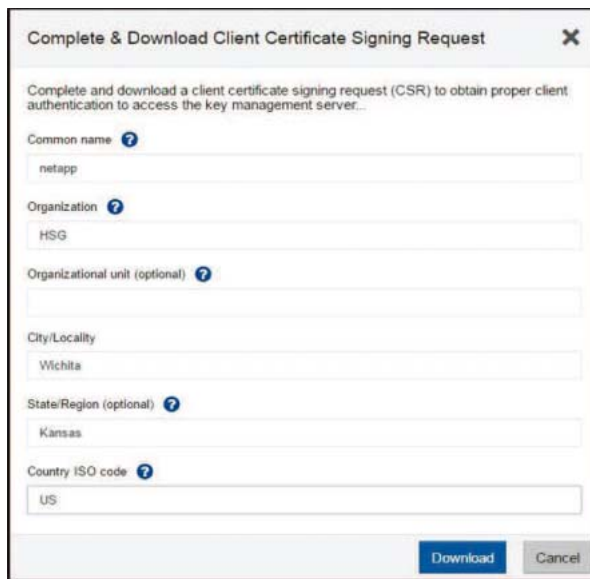 Complete & Download Client Certificate Signing Request
Complete and download a client certificate signing request (CSR) to obtain proper client
authentication to access the key management server...
Common name
netapp
Organization
HSG
Organizational unit (optional)
City/Locality
Wichita
State/Region (optional)
Kansas
Country ISO code
US
Download Cancel